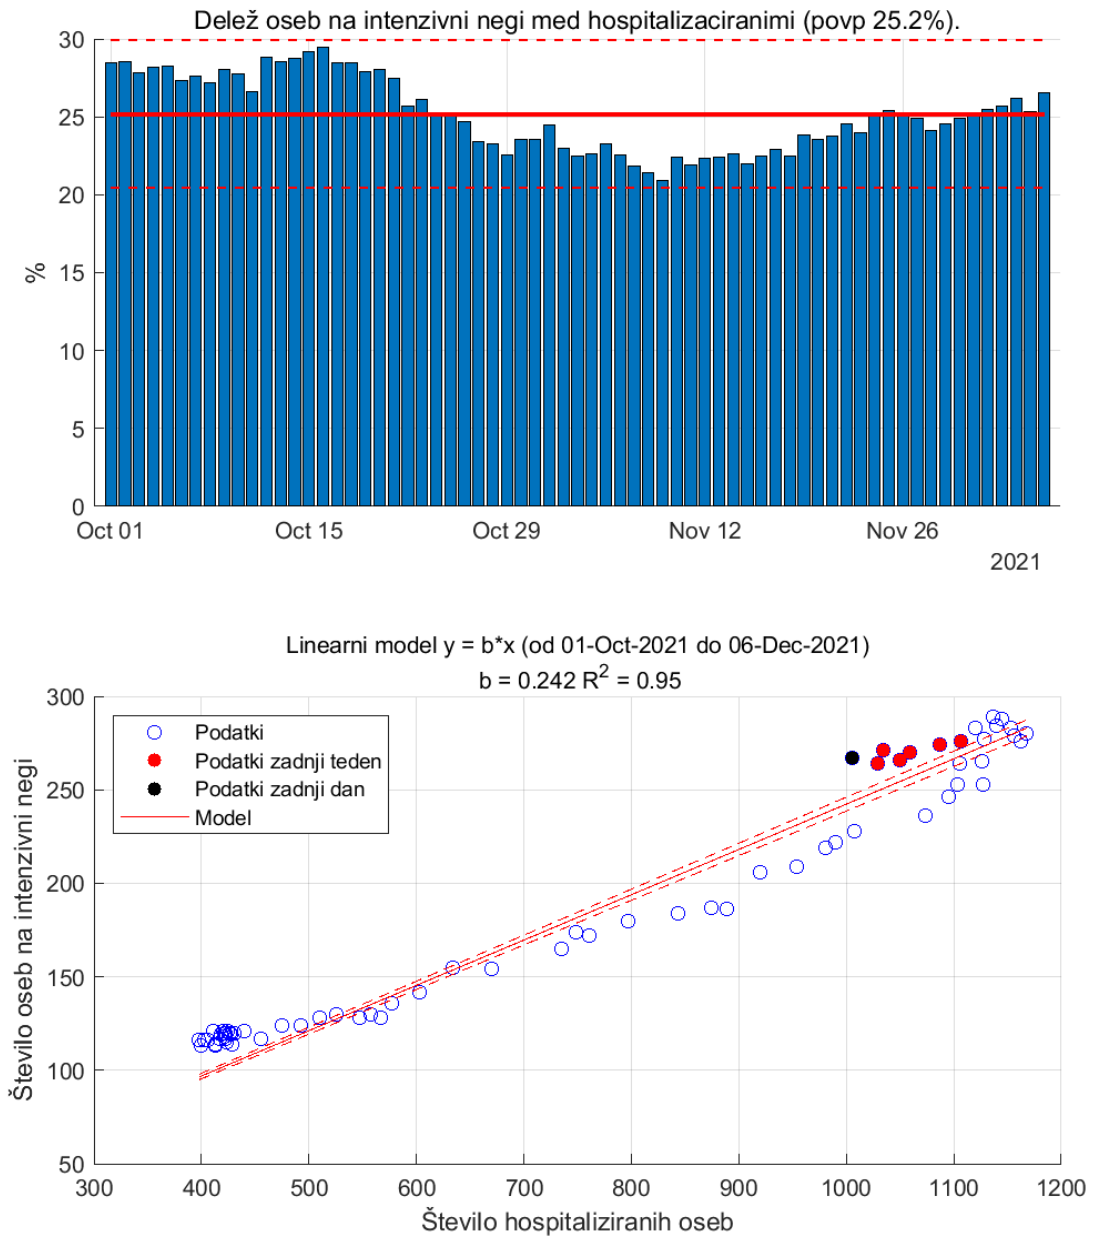 Delež oseb na intenzivni negi med hospitalizaciranimi (povp 25.2%).
30
25
20
15
10
5
0
%
Oct 01
Oct 15
Oct 29
Nov 12
Nov 26
2021
Linearni model y = b*x (od 01-Oct-2021 do 06-Dec-2021)
b = 0.242 R² = 0.95
300
250
200
150
100
50
Število oseb na intenzivni negi
Podatki
Podatki zadnji teden
Podatki zadnji dan
Model
300
400
500
600
700
800
900
1000
1100
1200
Število hospitaliziranih oseb